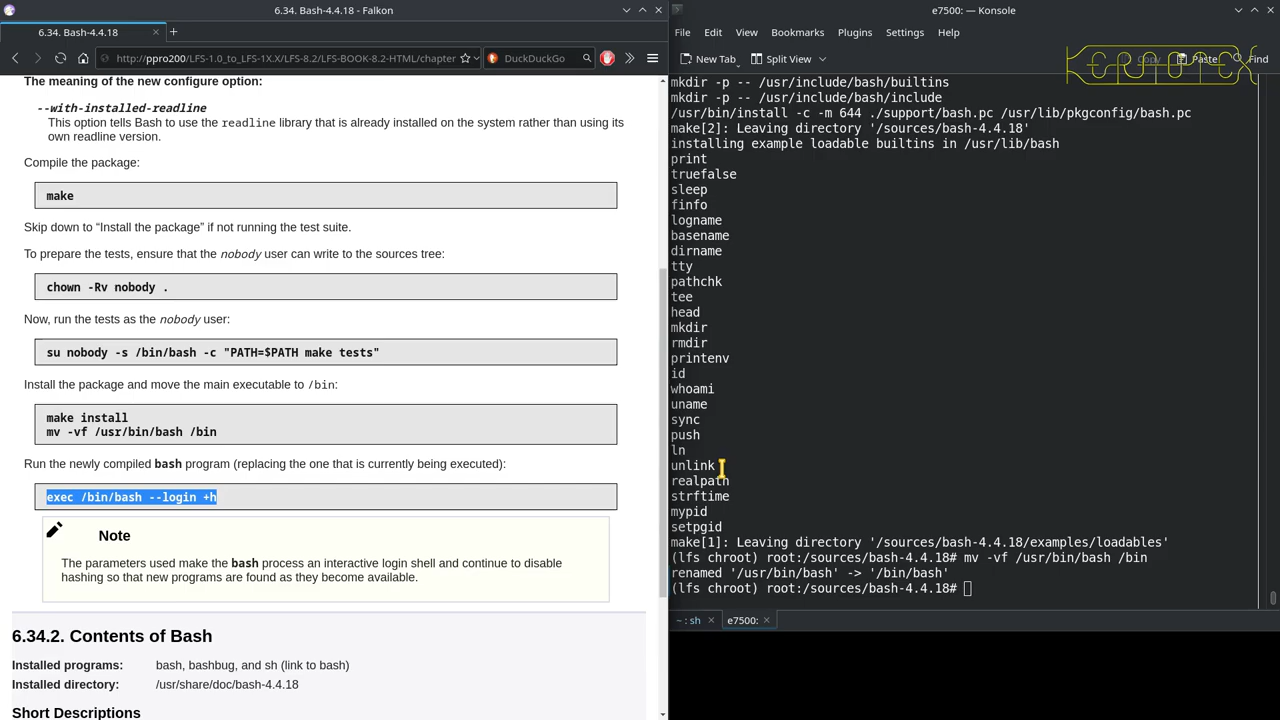 6.34. Bash-4.4.18 - Falkon
6.34. Bash-4.4.18
http://ppro200/LFS-1.0_to_LFS-1X.X/LFS-8.2/LFS-BOOK-8.2-HTML/chapter
DuckDuckGo
The meaning of the new configure option:
--with-installed-readline
This option tells Bash to use the readline library that is already installed on the system rather than using its
own readline version.
Compile the package:
make
Skip down to “Install the package” if not running the test suite.
To prepare the tests, ensure that the nobody user can write to the sources tree:
chown -Rv nobody .
Now, run the tests as the nobody user:
su nobody -s /bin/bash -c "PATH=$PATH make tests"
Install the package and move the main executable to /bin:
make install
mv -vf /usr/bin/bash /bin
Run the newly compiled bash program (replacing the one that is currently being executed):
exec /bin/bash --login +h
Note
The parameters used make the bash process an interactive login shell and continue to disable
hashing so that new programs are found as they become available.
6.34.2. Contents of Bash
Installed programs: bash, bashbug, and sh (link to bash)
Installed directory: /usr/share/doc/bash-4.4.18
Short Descriptions
e7500: — Konsole
File Edit View Bookmarks Plugins Settings Help
New Tab Split View Copy Paste Find
mkdir -p -- /usr/include/bash/builtins
mkdir -p -- /usr/include/bash/include
/usr/bin/install -c -m 644 ./support/bash.pc /usr/lib/pkgconfig/bash.pc
make[2]: Leaving directory '/sources/bash-4.4.18'
installing example loadable builtins in /usr/lib/bash
print
truefalse
sleep
finfo
logname
basename
dirname
tty
pathchk
tee
head
mkdir
rmdir
printenv
id
whoami
uname
sync
push
ln
unlink
realpath
strftime
mypid
setpgid
make[1]: Leaving directory '/sources/bash-4.4.18/examples/loadables'
(lfs chroot) root:/sources/bash-4.4.18# mv -vf /usr/bin/bash /bin
renamed '/usr/bin/bash' -> '/bin/bash'
(lfs chroot) root:/sources/bash-4.4.18#
~ : sh
e7500: